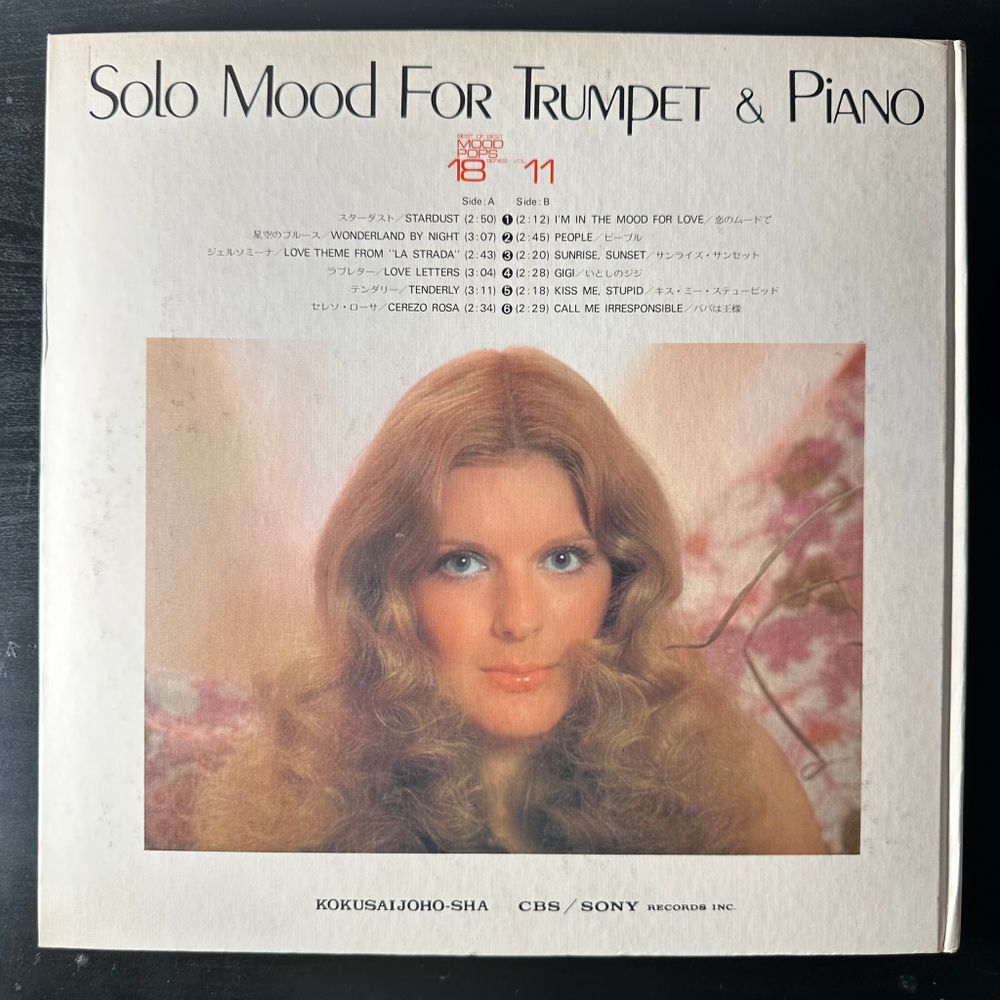 Solo Mood For Trumpet & Piano
BEST OF BEST
MOOD
POPS
18 SERIES VOL. 11
Side:A Side:B
スターダスト/STARDUST (2:50) ❶ (2:12) I'M IN THE MOOD FOR LOVE/恋のムードで
星空のブルース/WONDERLAND BY NIGHT (3:07) ❷ (2:45) PEOPLE/ピープル
ジェルソミーナ/LOVE THEME FROM "LA STRADA" (2:43) ❸ (2:20) SUNRISE, SUNSET/サンライズ・サンセット
ラブレター/LOVE LETTERS (3:04) ❹ (2:28) GIGI/いとしのジジ
テンダリー/TENDERLY (3:11) ❺ (2:18) KISS ME, STUPID/キス・ミー・ステューピッド
セレソ・ローサ/CEREZO ROSA (2:34) ❻ (2:29) CALL ME IRRESPONSIBLE/パパは王様
KOKUSAIJOHO-SHA CBS/SONY RECORDS INC.